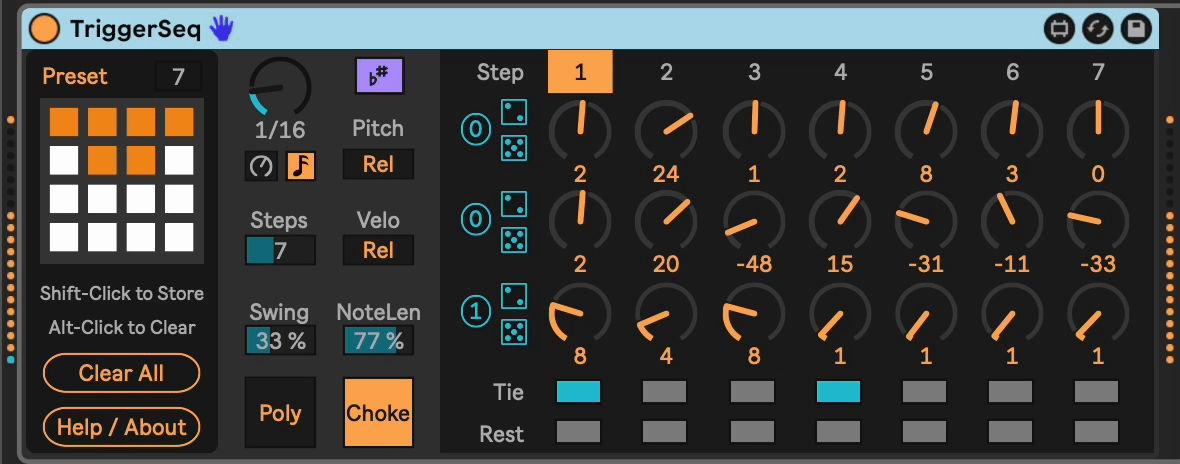 TriggerSeq
Preset 7
Shift-Click to Store
Alt-Click to Clear
Clear All
Help / About
1/16
♭#
Pitch
Rel
Steps
7
Velo
Rel
Swing
33 %
NoteLen
77 %
Poly
Choke
Step 1 2 3 4 5 6 7
0
2 24 1 2 8 3 0
0
2 20 -48 15 -31 -11 -33
1
8 4 8 1 1 1 1
Tie
Rest